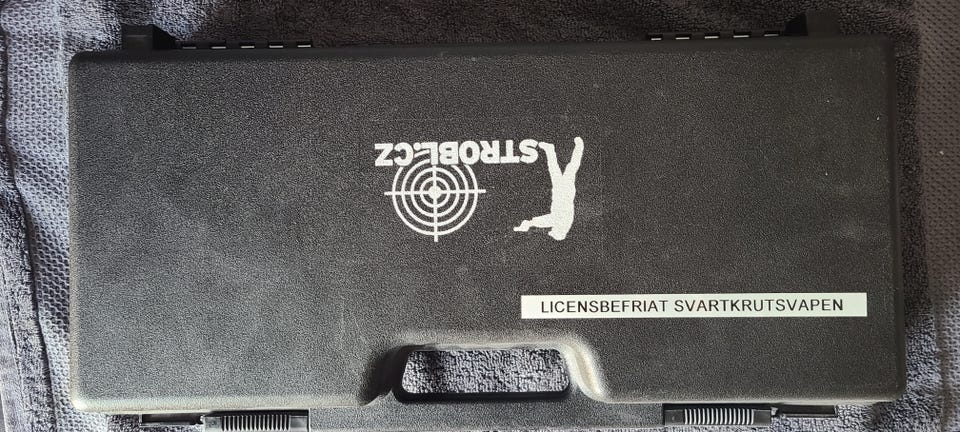 STROBL.CZ
LICENSBEFRIAT SVARTKRUTSVAPEN